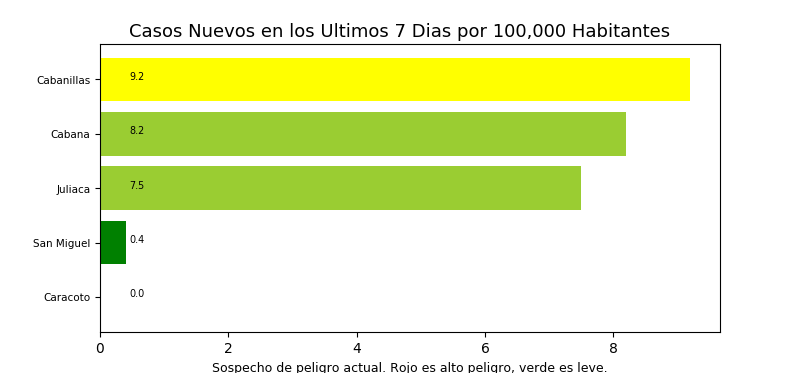 Casos Nuevos en los Ultimos 7 Dias por 100,000 Habitantes
Cabanillas 9.2
Cabana 8.2
Juliaca 7.5
San Miguel 0.4
Caracoto 0.0
0 2 4 6 8
Sospecho de peligro actual. Rojo es alto peligro, verde es leve.